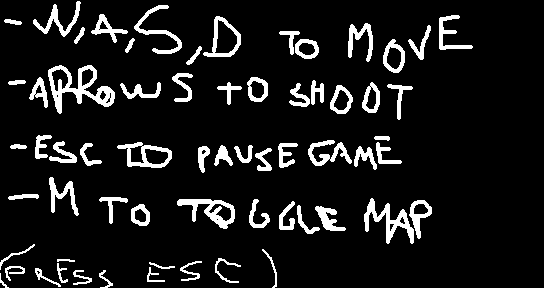 - W,A,S,D TO MOVE
- ARROWS TO SHOOT
- ESC TO PAUSE GAME
- M TO TOGGLE MAP
(PRESS ESC)